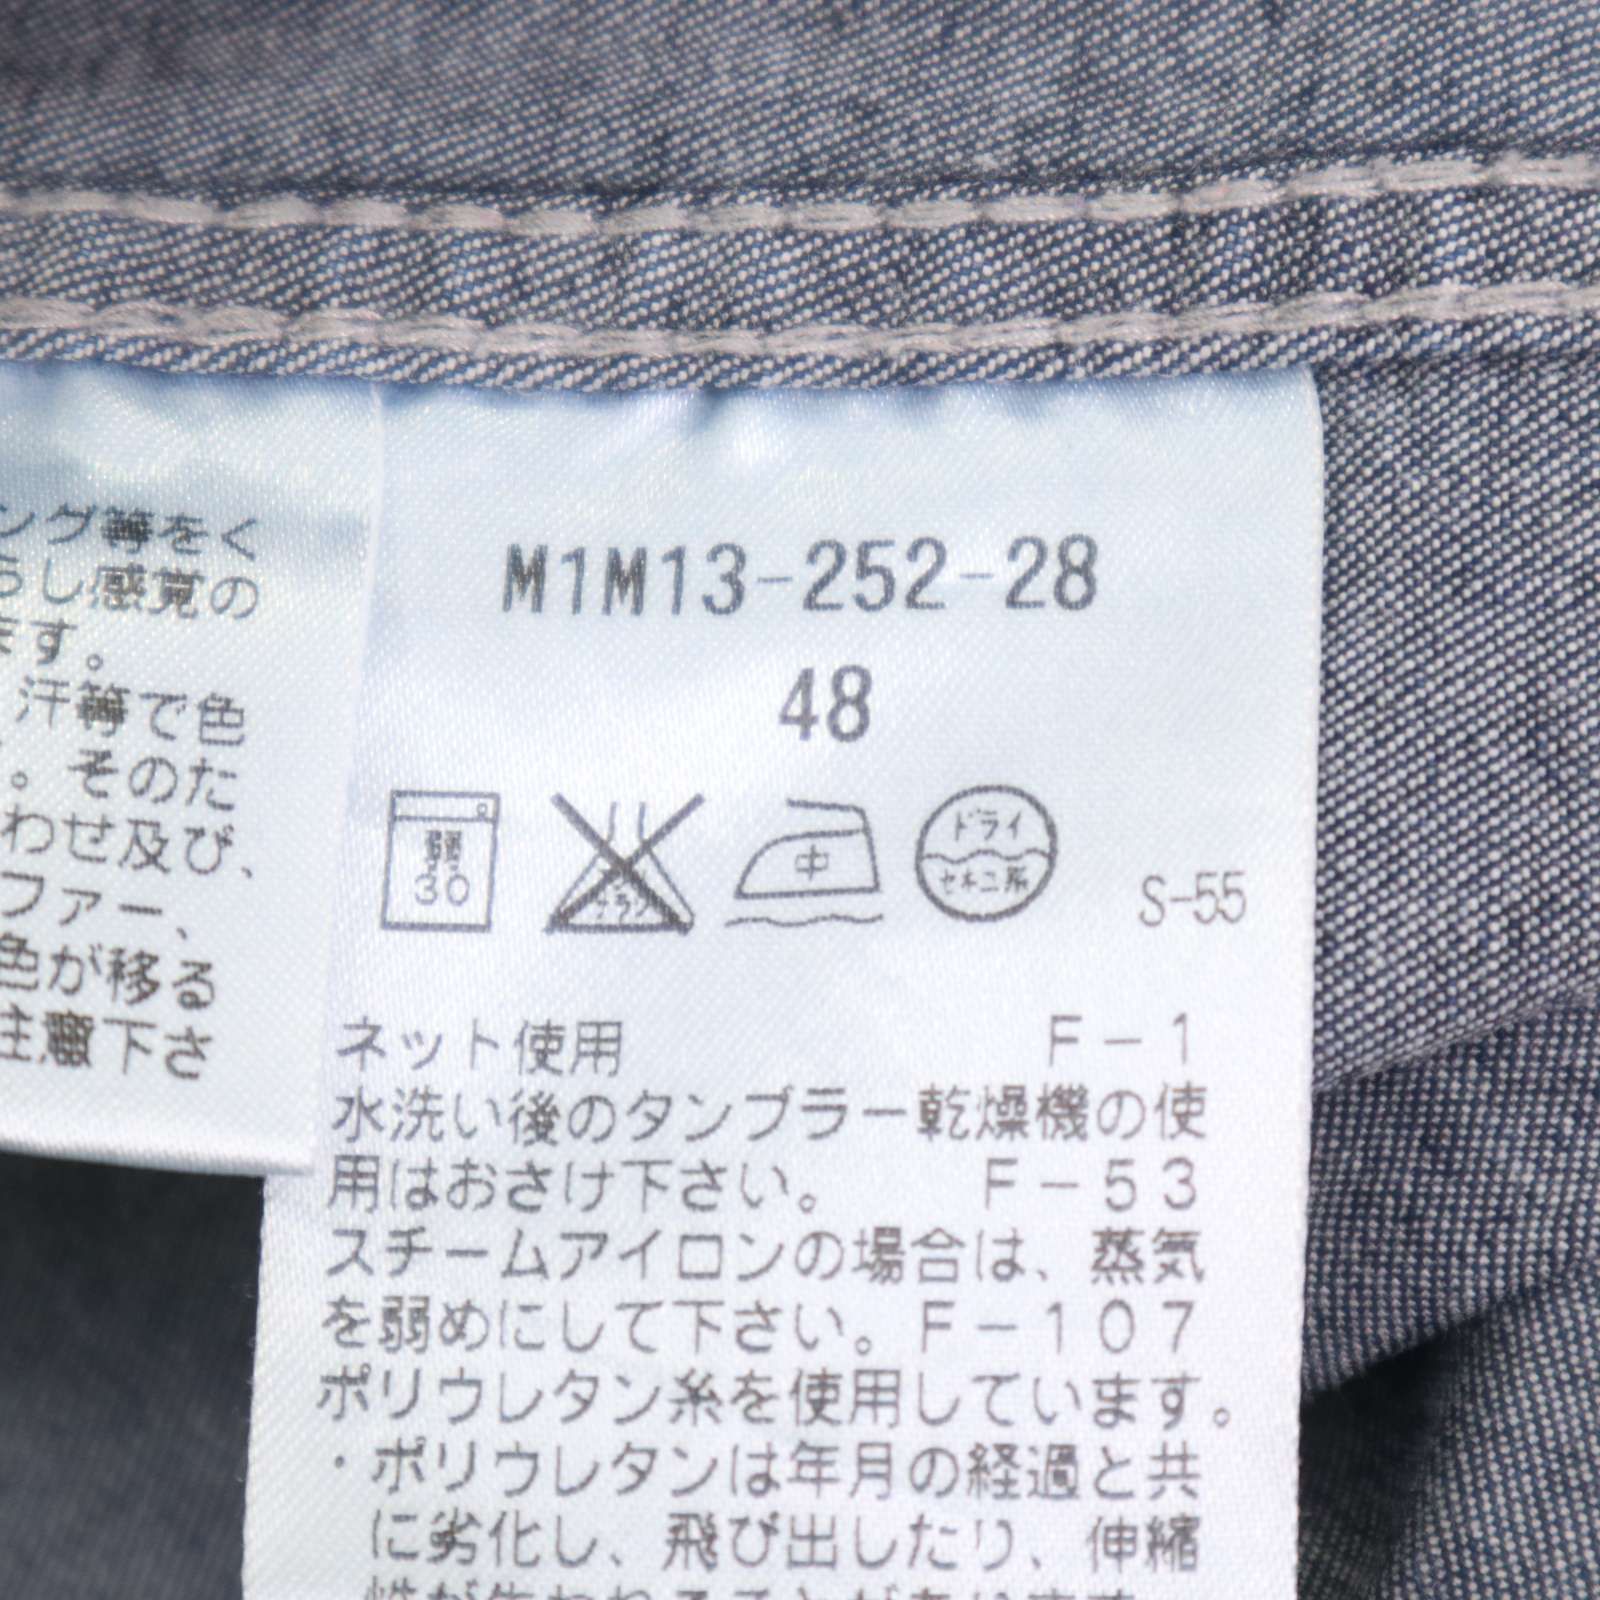 ング等をく
らし感覚の
ます。
汗等で色
。そのた
わせ及び、
ファー、
色が移る
注意下さ
M1M13-252-28
48
弱
30
ドライ
セキユ系
中
S-55
ネット使用 F-1
水洗い後のタンブラー乾燥機の使
用はおさけ下さい。 F-53
スチームアイロンの場合は、蒸気
を弱めにして下さい。F-107
ポリウレタン糸を使用しています。
・ポリウレタンは年月の経過と共
に劣化し、飛び出したり、伸縮